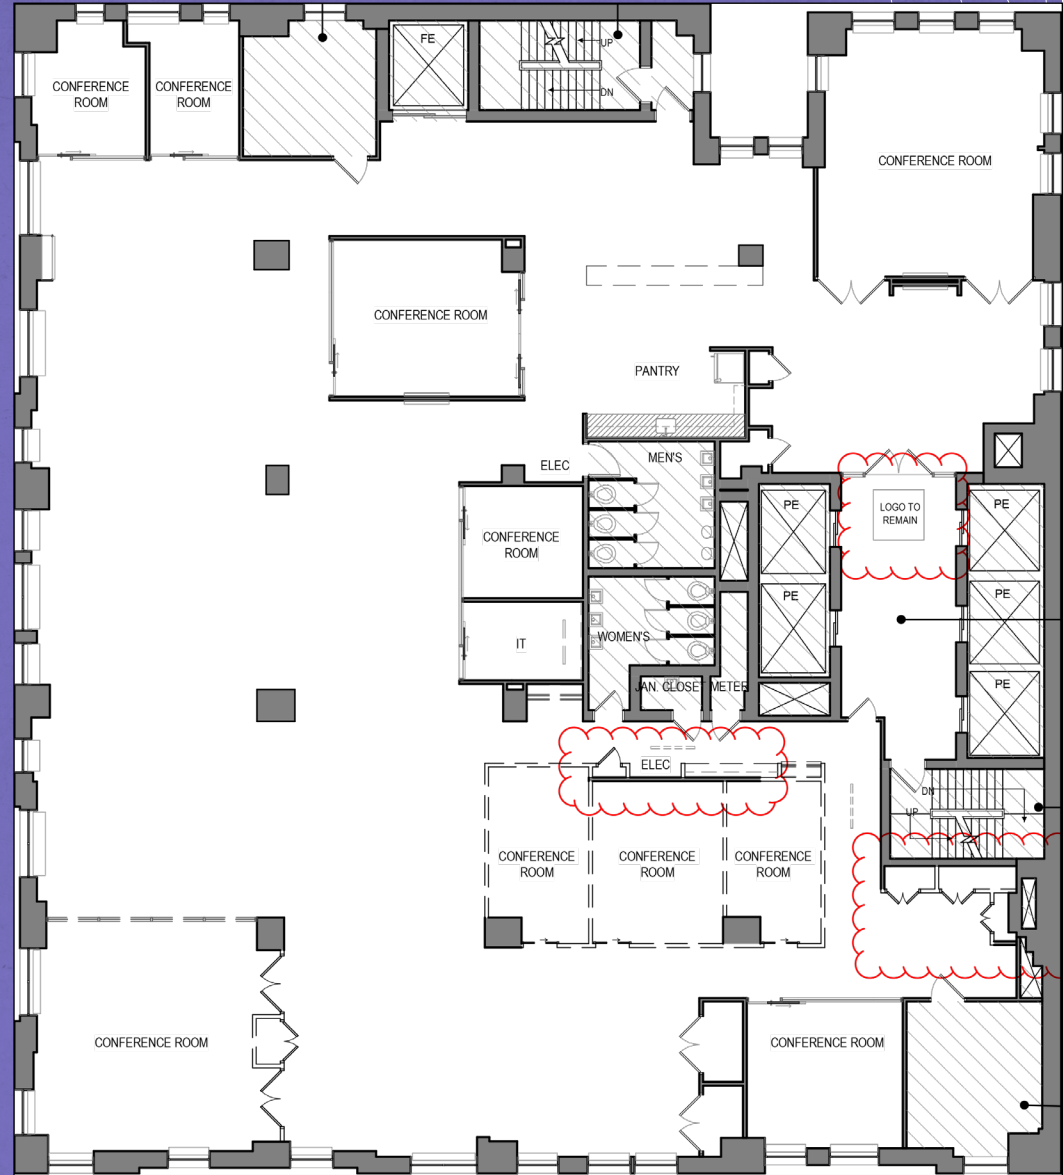 FE
UP
DN
CONFERENCE
ROOM
CONFERENCE
ROOM
CONFERENCE ROOM
CONFERENCE ROOM
PANTRY
ELEC
MEN'S
CONFERENCE
ROOM
PE
LOGO TO
REMAIN
PE
PE
PE
IT
WOMEN'S
JAN. CLOSET
METER
PE
ELEC
DN
UP
CONFERENCE
ROOM
CONFERENCE
ROOM
CONFERENCE
ROOM
CONFERENCE ROOM
CONFERENCE ROOM